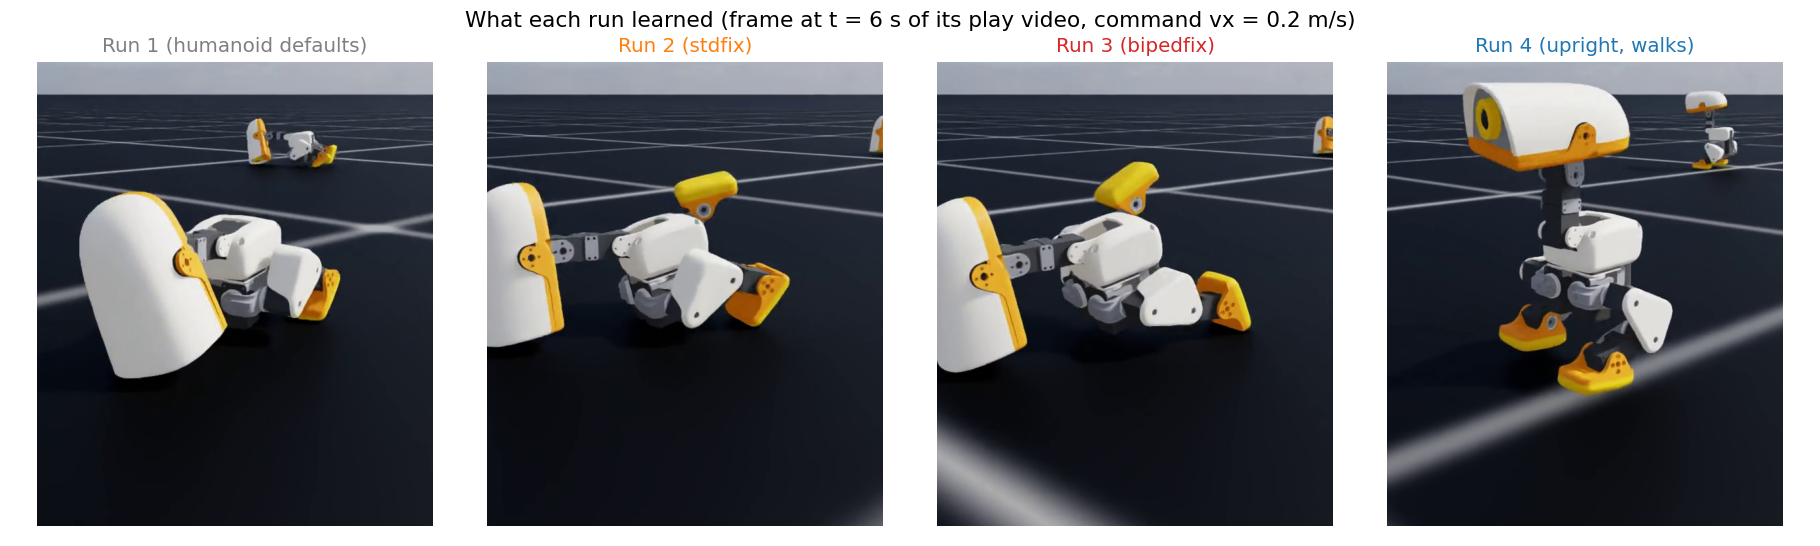 What each run learned (frame at t = 6 s of its play video, command vx = 0.2 m/s)
Run 1 (humanoid defaults)
Run 2 (stdfix)
Run 3 (bipedfix)
Run 4 (upright, walks)